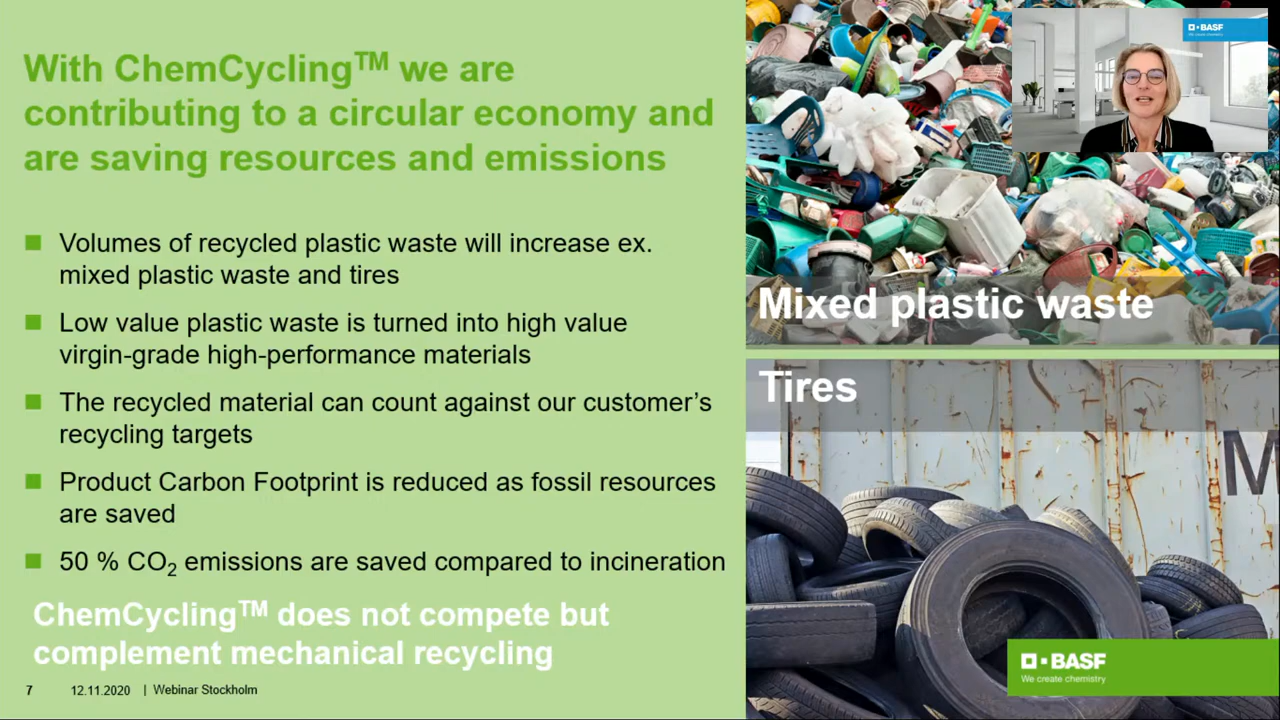 With ChemCycling™ we are
contributing to a circular economy and
are saving resources and emissions
Volumes of recycled plastic waste will increase ex.
mixed plastic waste and tires
Low value plastic waste is turned into high value
virgin-grade high-performance materials
The recycled material can count against our customer’s
recycling targets
Product Carbon Footprint is reduced as fossil resources
are saved
50 % CO₂ emissions are saved compared to incineration
ChemCycling™ does not compete but
complement mechanical recycling
7 12.11.2020 | Webinar Stockholm
BASF
We create chemistry
Mixed plastic waste
Tires
M
BASF
We create chemistry